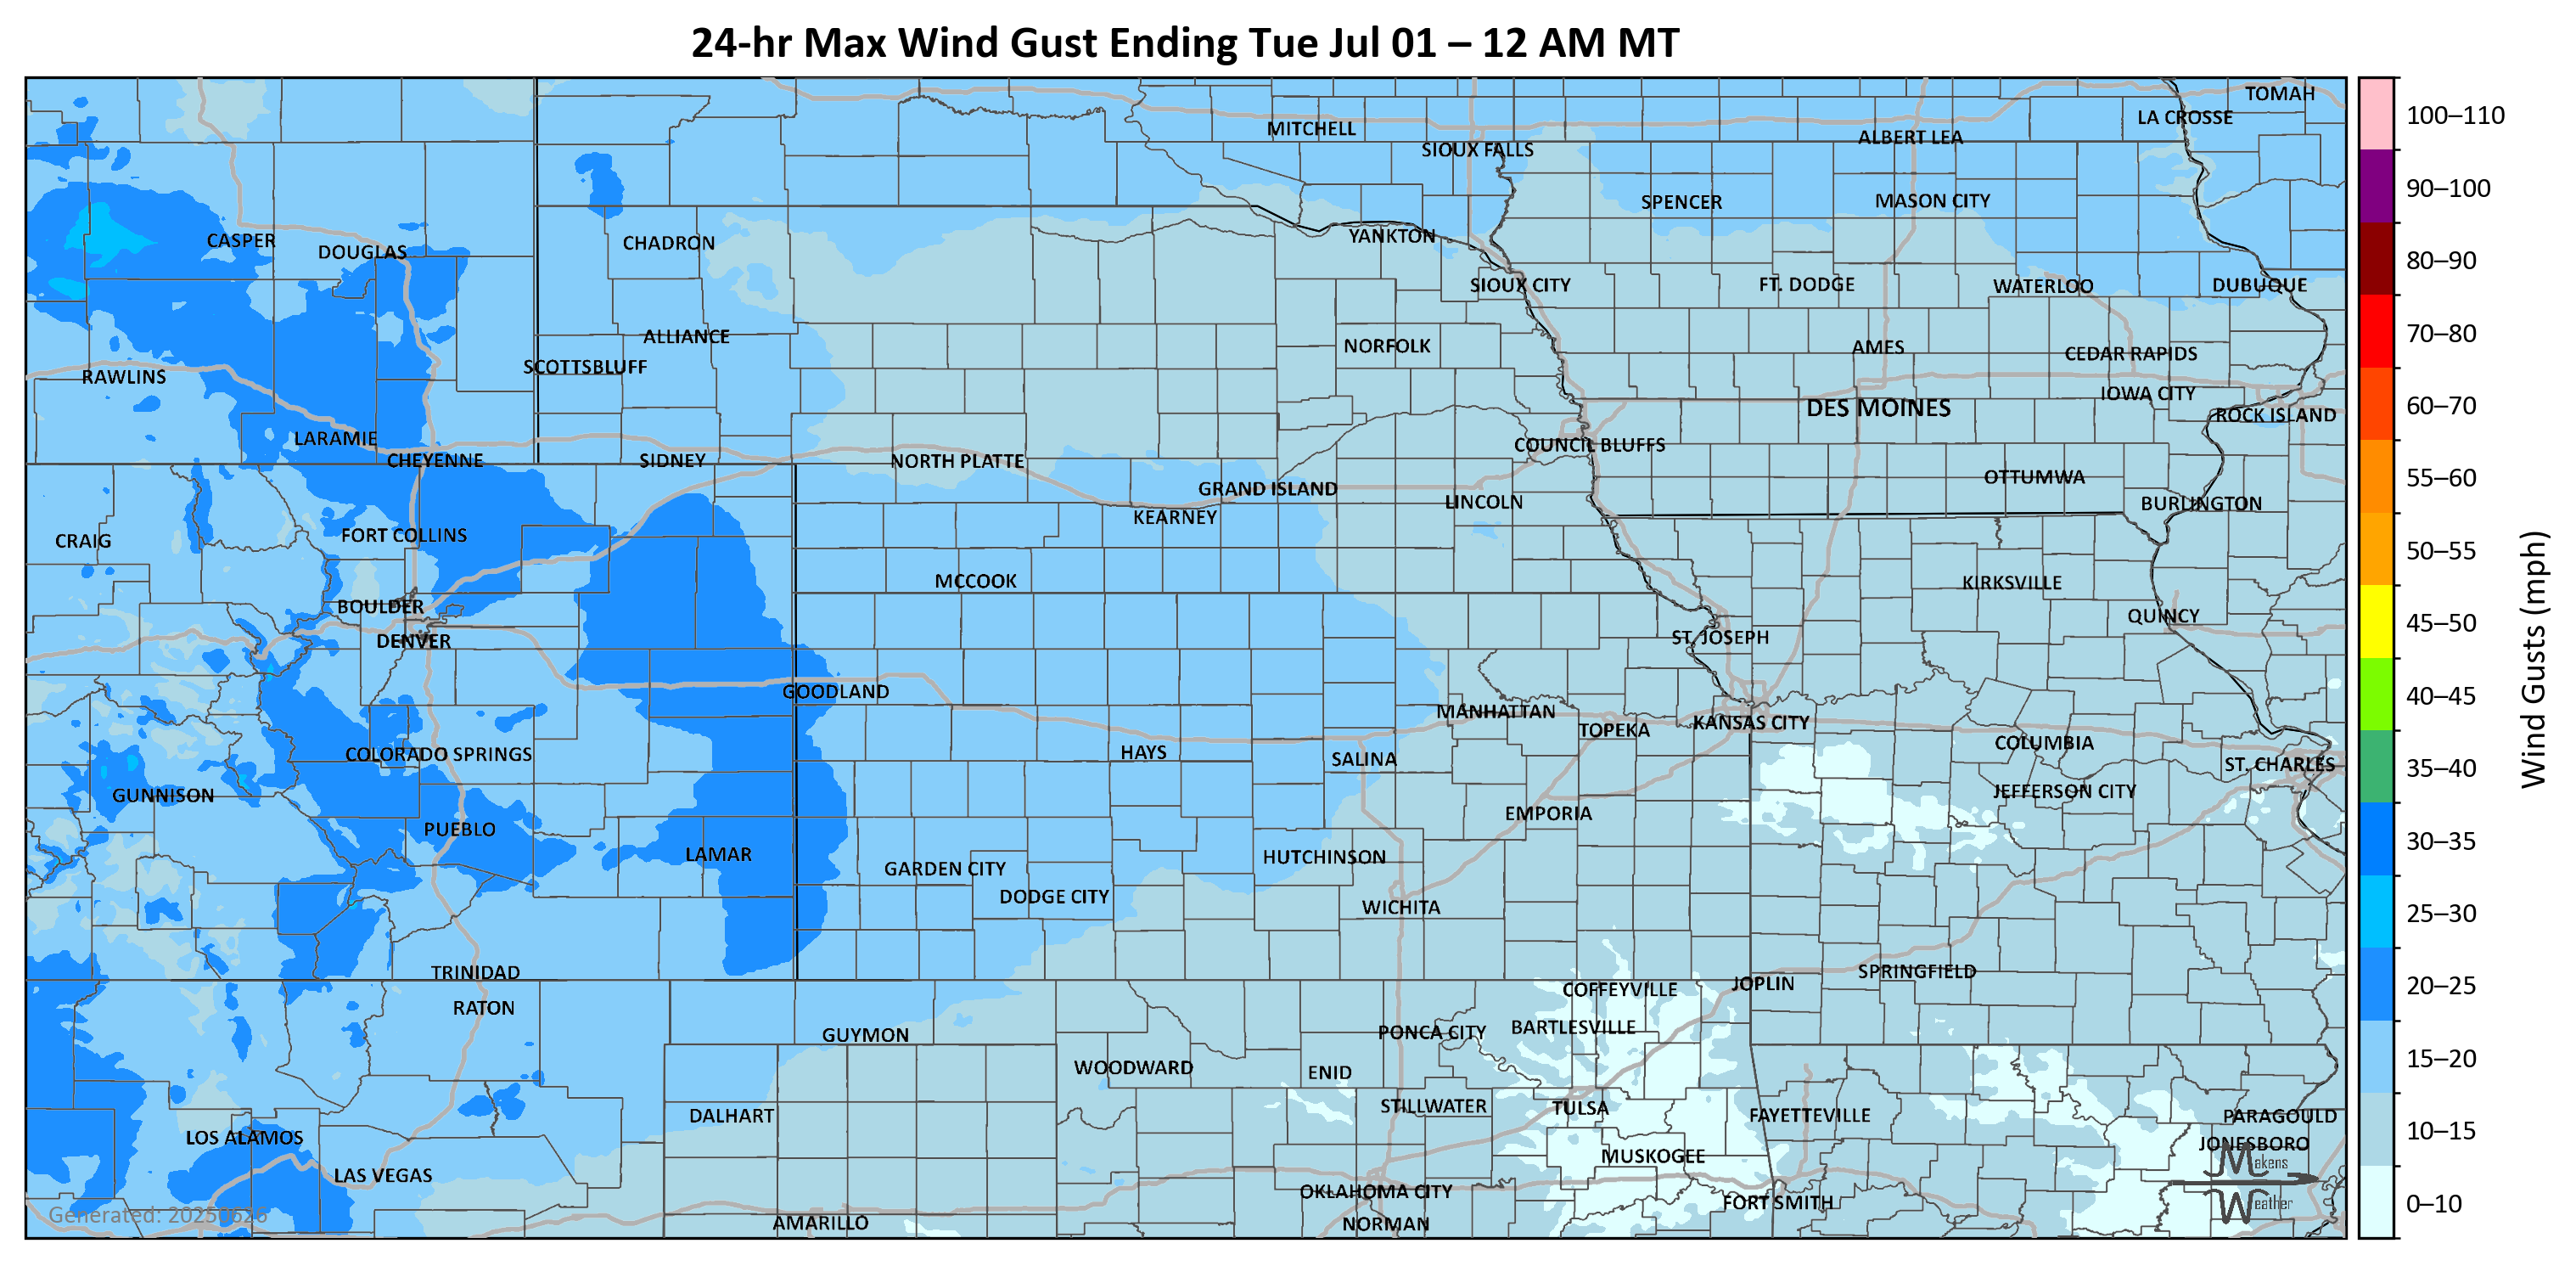 24-hr Max Wind Gust Ending Tue Jul 01 – 12 AM MT
TOMAH
LA CROSSE
MITCHELL
ALBERT LEA
SIOUX FALLS
SPENCER
MASON CITY
CASPER
DOUGLAS
CHADRON
YANKTON
SIOUX CITY
FT. DODGE
WATERLOO
DUBUQUE
ALLIANCE
NORFOLK
AMES
CEDAR RAPIDS
SCOTTSBLUFF
RAWLINS
IOWA CITY
DES MOINES
ROCK ISLAND
LARAMIE
COUNCIL BLUFFS
CHEYENNE
SIDNEY
NORTH PLATTE
OTTUMWA
GRAND ISLAND
LINCOLN
BURLINGTON
KEARNEY
FORT COLLINS
CRAIG
MCCOOK
KIRKSVILLE
BOULDER
QUINCY
DENVER
ST. JOSEPH
GOODLAND
MANHATTAN
TOPEKA
KANSAS CITY
COLUMBIA
COLORADO SPRINGS
HAYS
SALINA
ST. CHARLES
GUNNISON
JEFFERSON CITY
EMPORIA
PUEBLO
LAMAR
HUTCHINSON
GARDEN CITY
DODGE CITY
WICHITA
TRINIDAD
SPRINGFIELD
JOPLIN
COFFEYVILLE
RATON
GUYMON
PONCA CITY
BARTLESVILLE
WOODWARD
ENID
DALHART
STILLWATER
TULSA
FAYETTEVILLE
PARAGOULD
LOS ALAMOS
JONESBORO
MUSKOGEE
LAS VEGAS
OKLAHOMA CITY
FORT SMITH
AMARILLO
NORMAN
Generated: 20250626
Makens
Weather
100–110
90–100
80–90
70–80
60–70
55–60
50–55
45–50
40–45
35–40
30–35
25–30
20–25
15–20
10–15
0–10
Wind Gusts (mph)